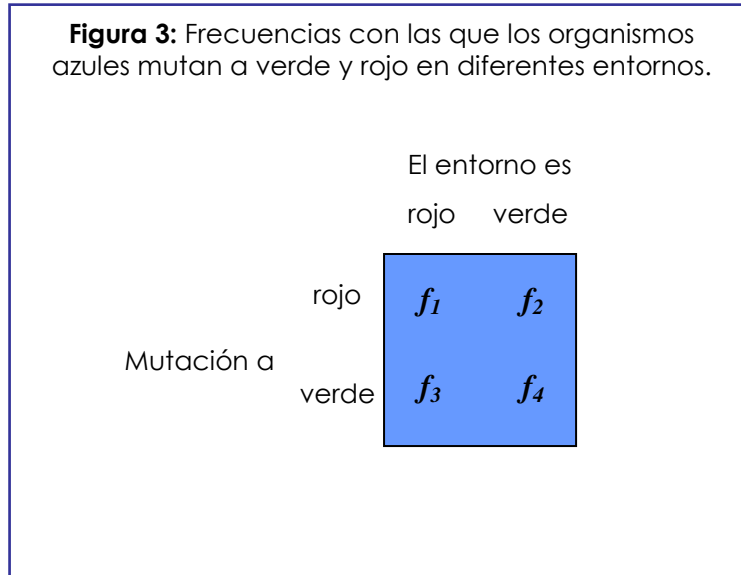 Figura 3: Frecuencias con las que los organismos
azules mutan a verde y rojo en diferentes entornos.
El entorno es
rojo verde
rojo f1 f2
Mutación a
verde f3 f4